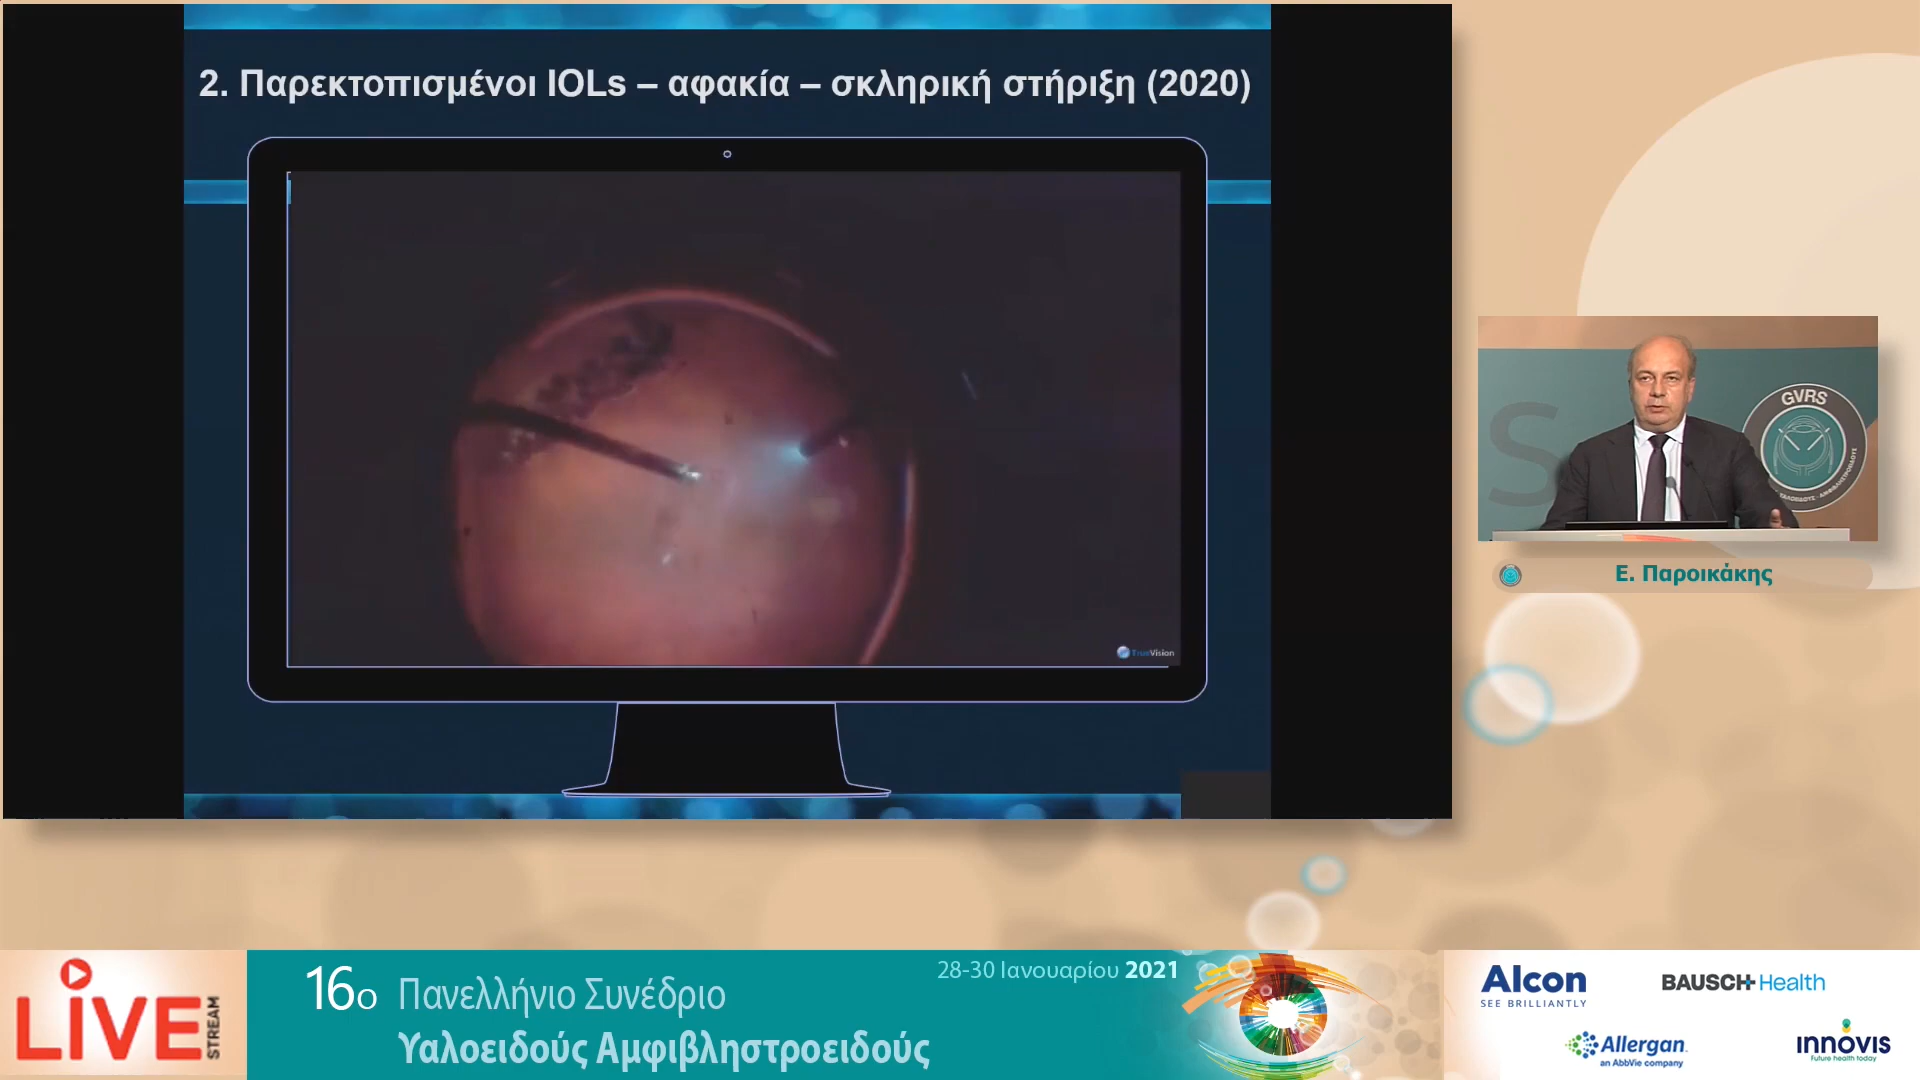 2. Παρεκτοπισμένοι IOLs – αφακία – σκληρική στήριξη (2020)
TrueVision
S
GVRS
Ε. Παροικάκης
LiVE
STREAM
16ο Πανελλήνιο Συνέδριο
Υαλοειδούς Αμφιβληστροειδούς
28-30 Ιανουαρίου 2021
Alcon
SEE BRILLIANTLY
BAUSCH+Health
Allergan
an AbbVie company
innovis
Future health today